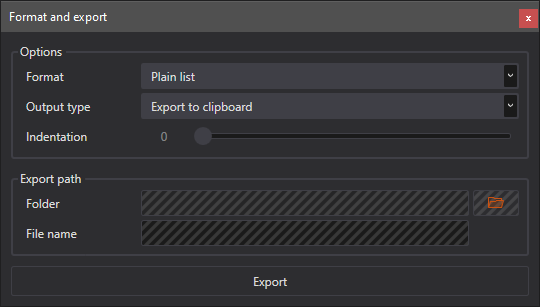 Format and export
Options
Format Plain list
Output type Export to clipboard
Indentation 0
Export path
Folder
File name
Export